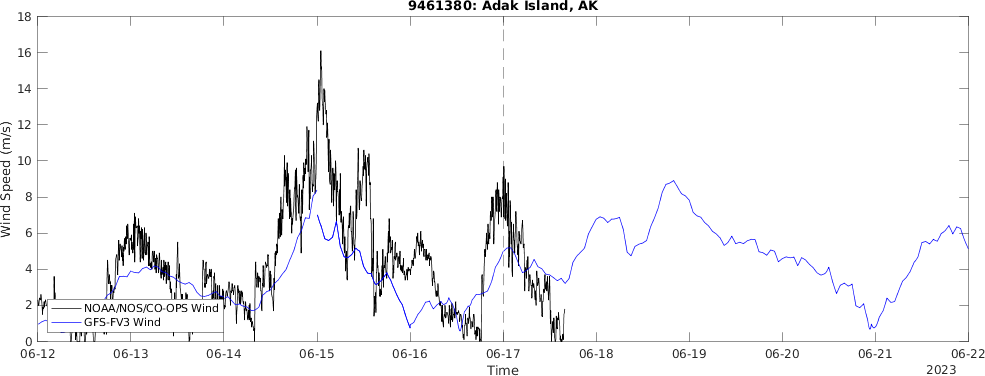 9461380: Adak Island, AK
18
16
14
12
10
8
6
4
2
0
Wind Speed (m/s)
NOAA/NOS/CO-OPS Wind
GFS-FV3 Wind
06-12 06-13 06-14 06-15 06-16 06-17 06-18 06-19 06-20 06-21 06-22
Time
2023